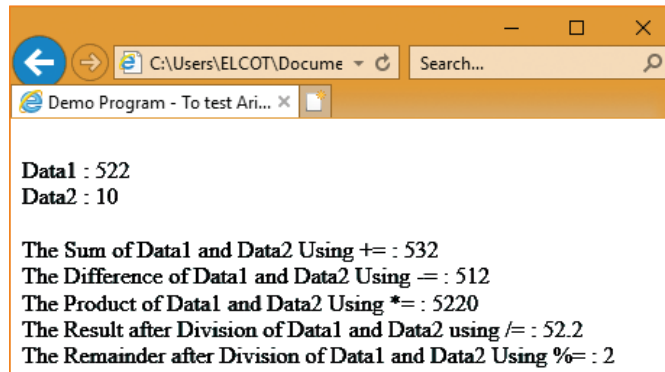 C:\Users\ELCOT\Docume
Search...
Demo Program - To test Ari...
Data1 : 522
Data2 : 10
The Sum of Data1 and Data2 Using += : 532
The Difference of Data1 and Data2 Using -= : 512
The Product of Data1 and Data2 Using *= : 5220
The Result after Division of Data1 and Data2 using /= : 52.2
The Remainder after Division of Data1 and Data2 Using %= : 2